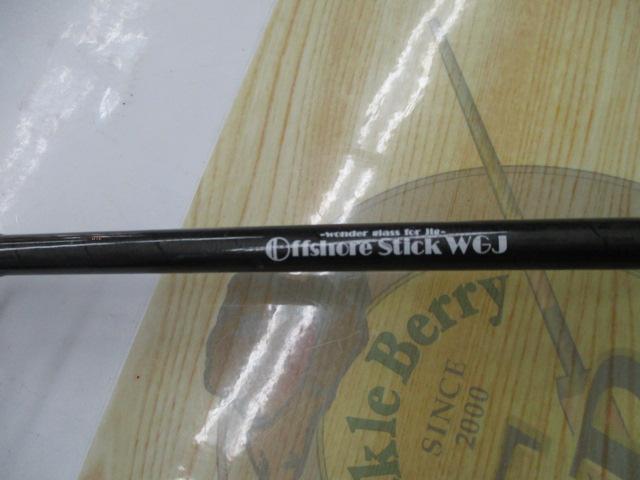 -wonder glass for jig-
Offshore Stick WGJ
kle Berry
SINCE
2000